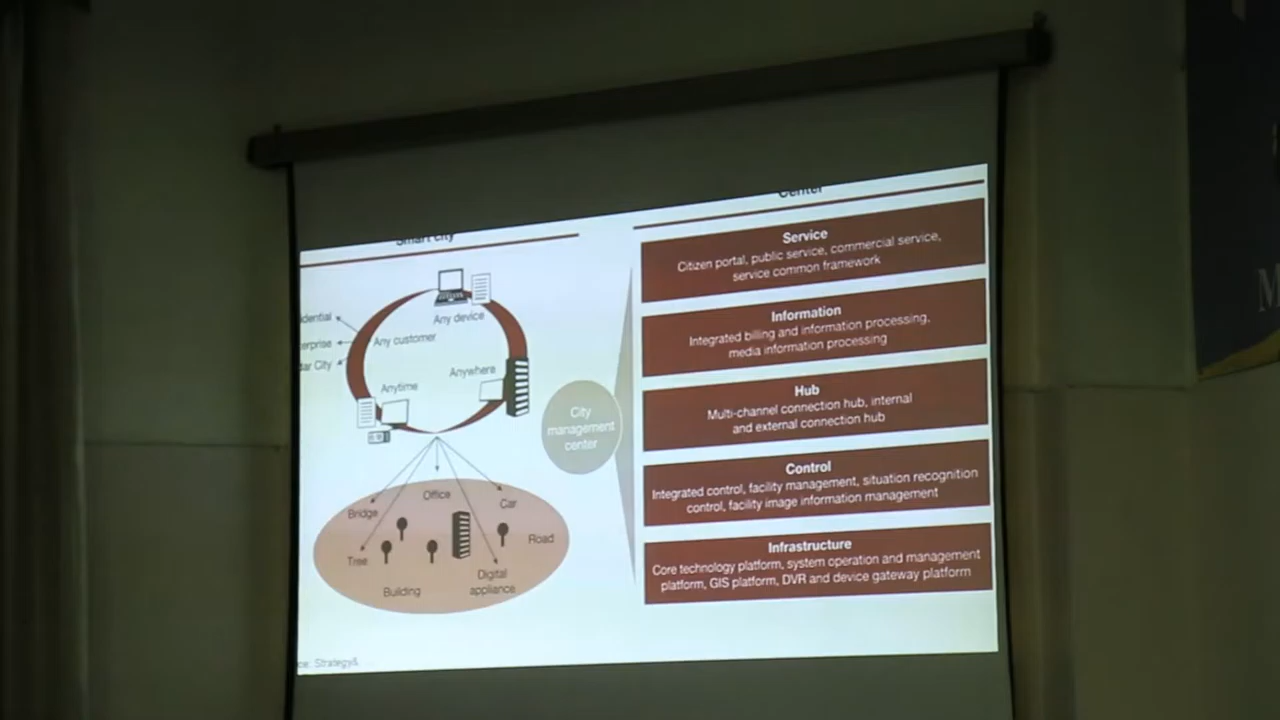 Smart city
Any device
dential
Any customer
erprise
lar City
Anywhere
Anytime
City
management
center
Office
Car
Bridge
Road
Tree
Digital
appliance
Building
ce: Strategy&
Center
Service
Citizen portal, public service, commercial service,
service common framework
Information
Integrated billing and information processing,
media information processing
Hub
Multi-channel connection hub, internal
and external connection hub
Control
Integrated control, facility management, situation recognition
control, facility image information management
Infrastructure
Core technology platform, system operation and management
platform, GIS platform, DVR and device gateway platform
M